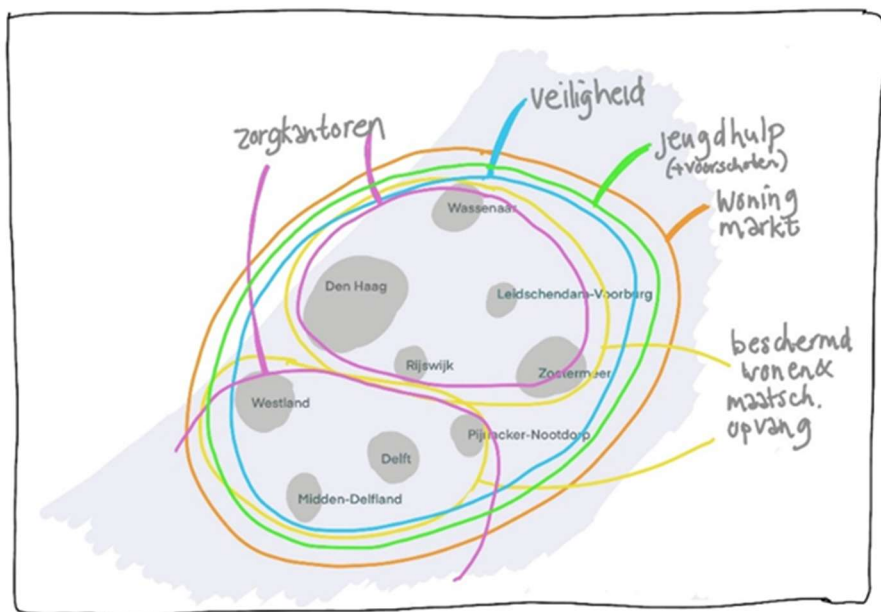 zorgkantoren
veiligheid
jeugdhulp
(+voorschoten)
woning
markt
Wassenaar
Den Haag
Leidschendam-Voorburg
Rijswijk
Zoetermeer
beschermd
wonen &
maatsch.
opvang
Westland
Pijnacker-Nootdorp
Delft
Midden-Delfland